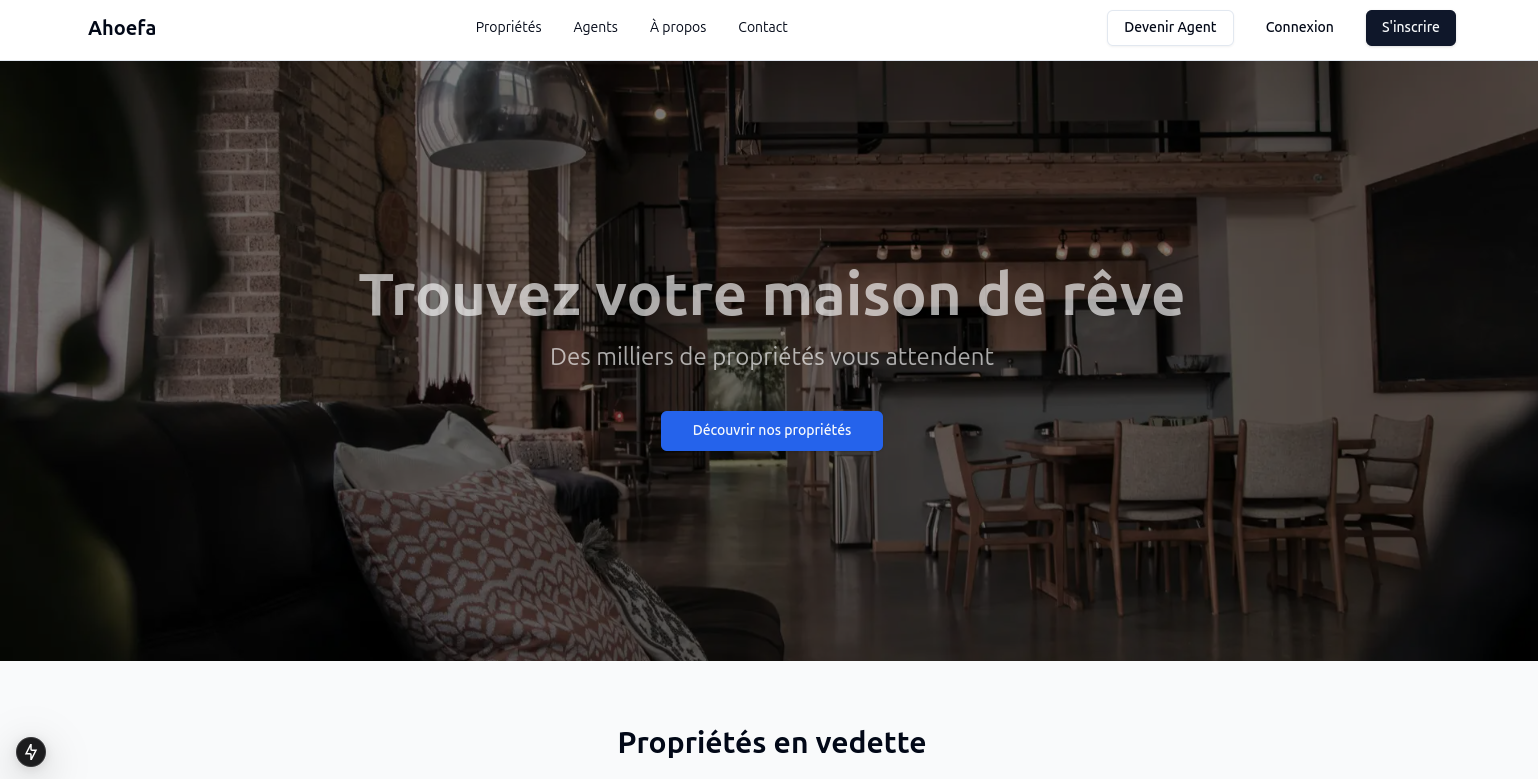 Ahoefa
Propriétés Agents À propos Contact
Devenir Agent Connexion S'inscrire
Trouvez votre maison de rêve
Des milliers de propriétés vous attendent
Découvrir nos propriétés
Propriétés en vedette